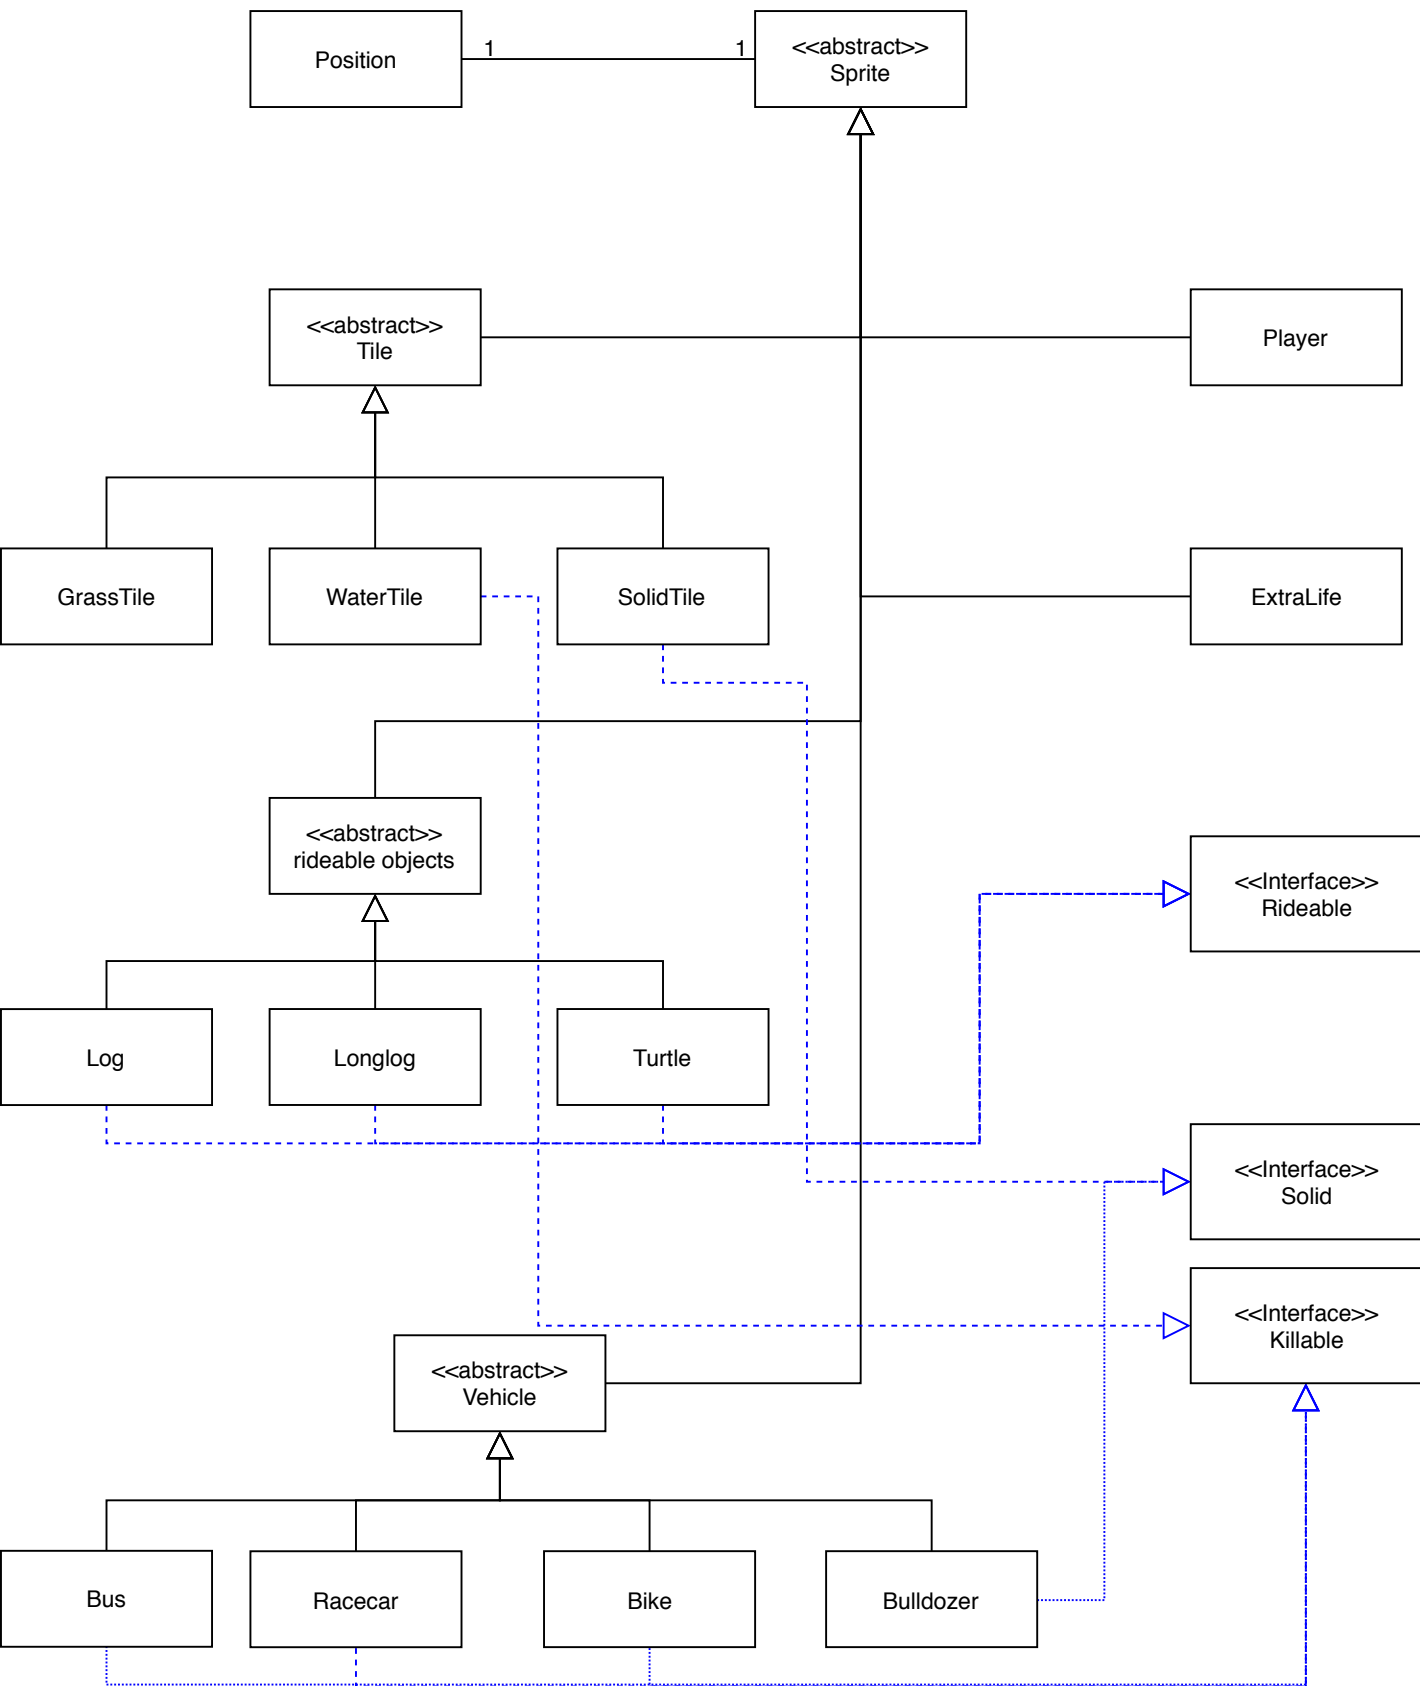 Position
1
1
<<abstract>>
Sprite
<<abstract>>
Tile
Player
GrassTile
WaterTile
SolidTile
ExtraLife
<<abstract>>
rideable objects
<<Interface>>
Rideable
Log
Longlog
Turtle
<<Interface>>
Solid
<<Interface>>
Killable
<<abstract>>
Vehicle
Bus
Racecar
Bike
Bulldozer